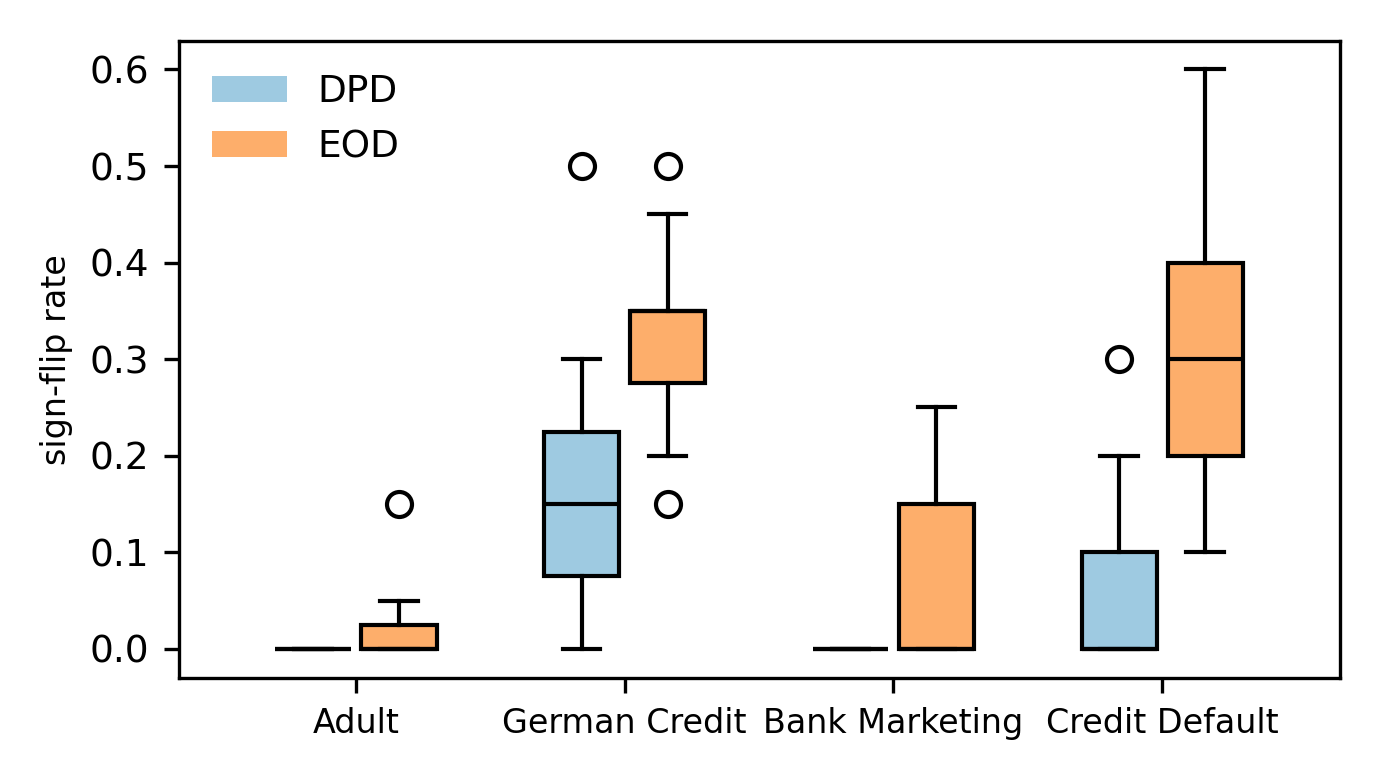 DPD
EOD
sign-flip rate
0.6
0.5
0.4
0.3
0.2
0.1
0.0
Adult
German Credit
Bank Marketing
Credit Default